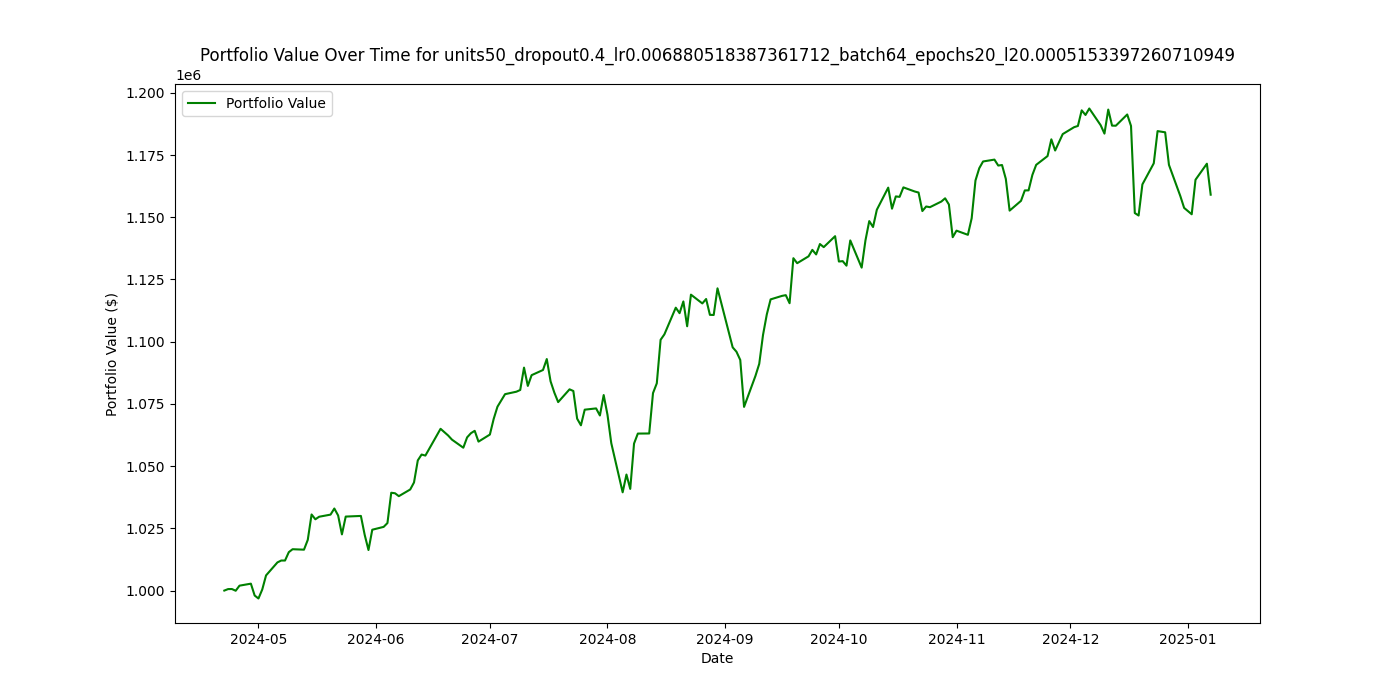 Portfolio Value Over Time for units50_dropout0.4_lr0.006880518387361712_batch64_epochs20_l20.0005153397260710949
1e6
Portfolio Value
1.200
1.175
1.150
1.125
1.100
1.075
1.050
1.025
1.000
Portfolio Value ($)
2024-05 2024-06 2024-07 2024-08 2024-09 2024-10 2024-11 2024-12 2025-01
Date